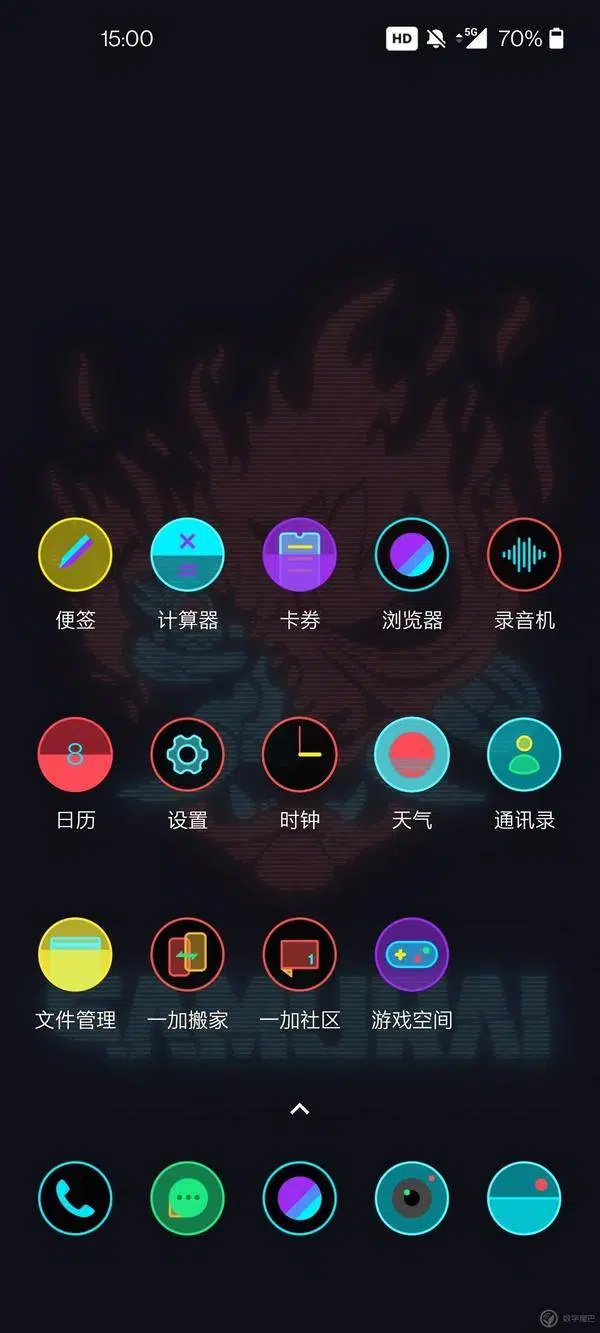 15:00 HD 5G 70%
便签 计算器 卡券 浏览器 录音机
8
日历 设置 时钟 天气 通讯录
1
文件管理 一加搬家 一加社区 游戏空间
SAMURAI
数字尾巴